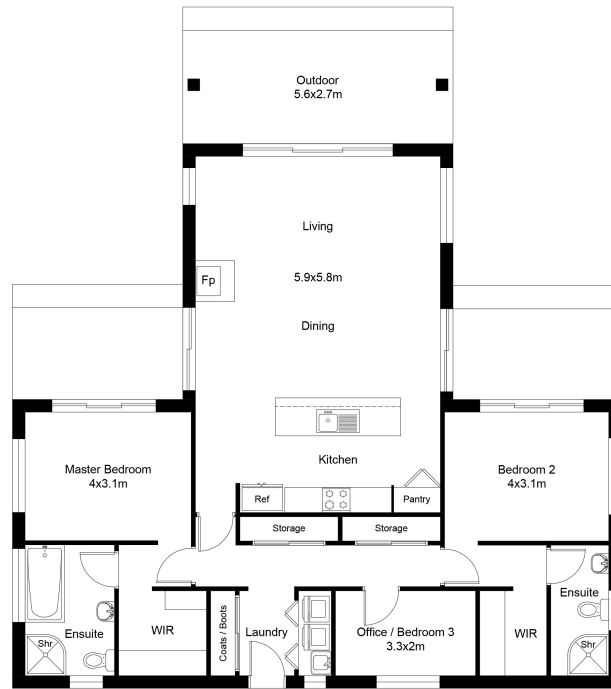 Outdoor
5.6x2.7m
Living
5.9x5.8m
Fp
Dining
Kitchen
Master Bedroom
4x3.1m
Bedroom 2
4x3.1m
Ref
Pantry
Storage
Storage
Ensuite
Shr
WIR
Coats / Boots
Laundry
Office / Bedroom 3
3.3x2m
WIR
Ensuite
Shr